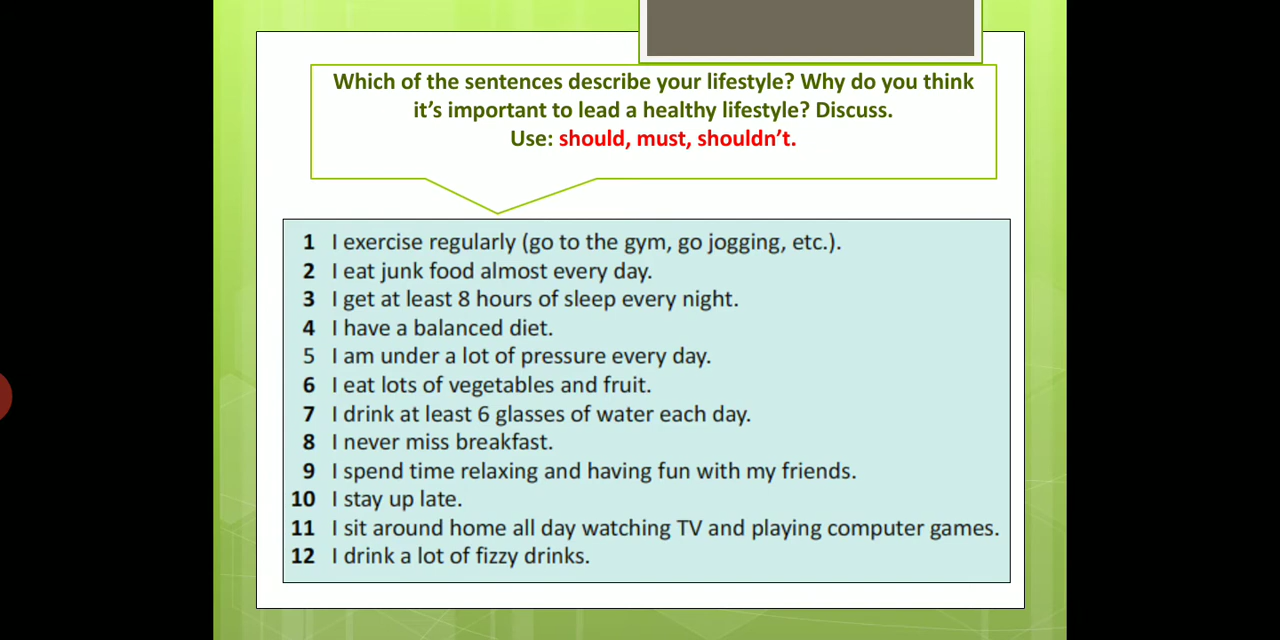 Which of the sentences describe your lifestyle? Why do you think
it’s important to lead a healthy lifestyle? Discuss.
Use: should, must, shouldn’t.
1 I exercise regularly (go to the gym, go jogging, etc.).
2 I eat junk food almost every day.
3 I get at least 8 hours of sleep every night.
4 I have a balanced diet.
5 I am under a lot of pressure every day.
6 I eat lots of vegetables and fruit.
7 I drink at least 6 glasses of water each day.
8 I never miss breakfast.
9 I spend time relaxing and having fun with my friends.
10 I stay up late.
11 I sit around home all day watching TV and playing computer games.
12 I drink a lot of fizzy drinks.